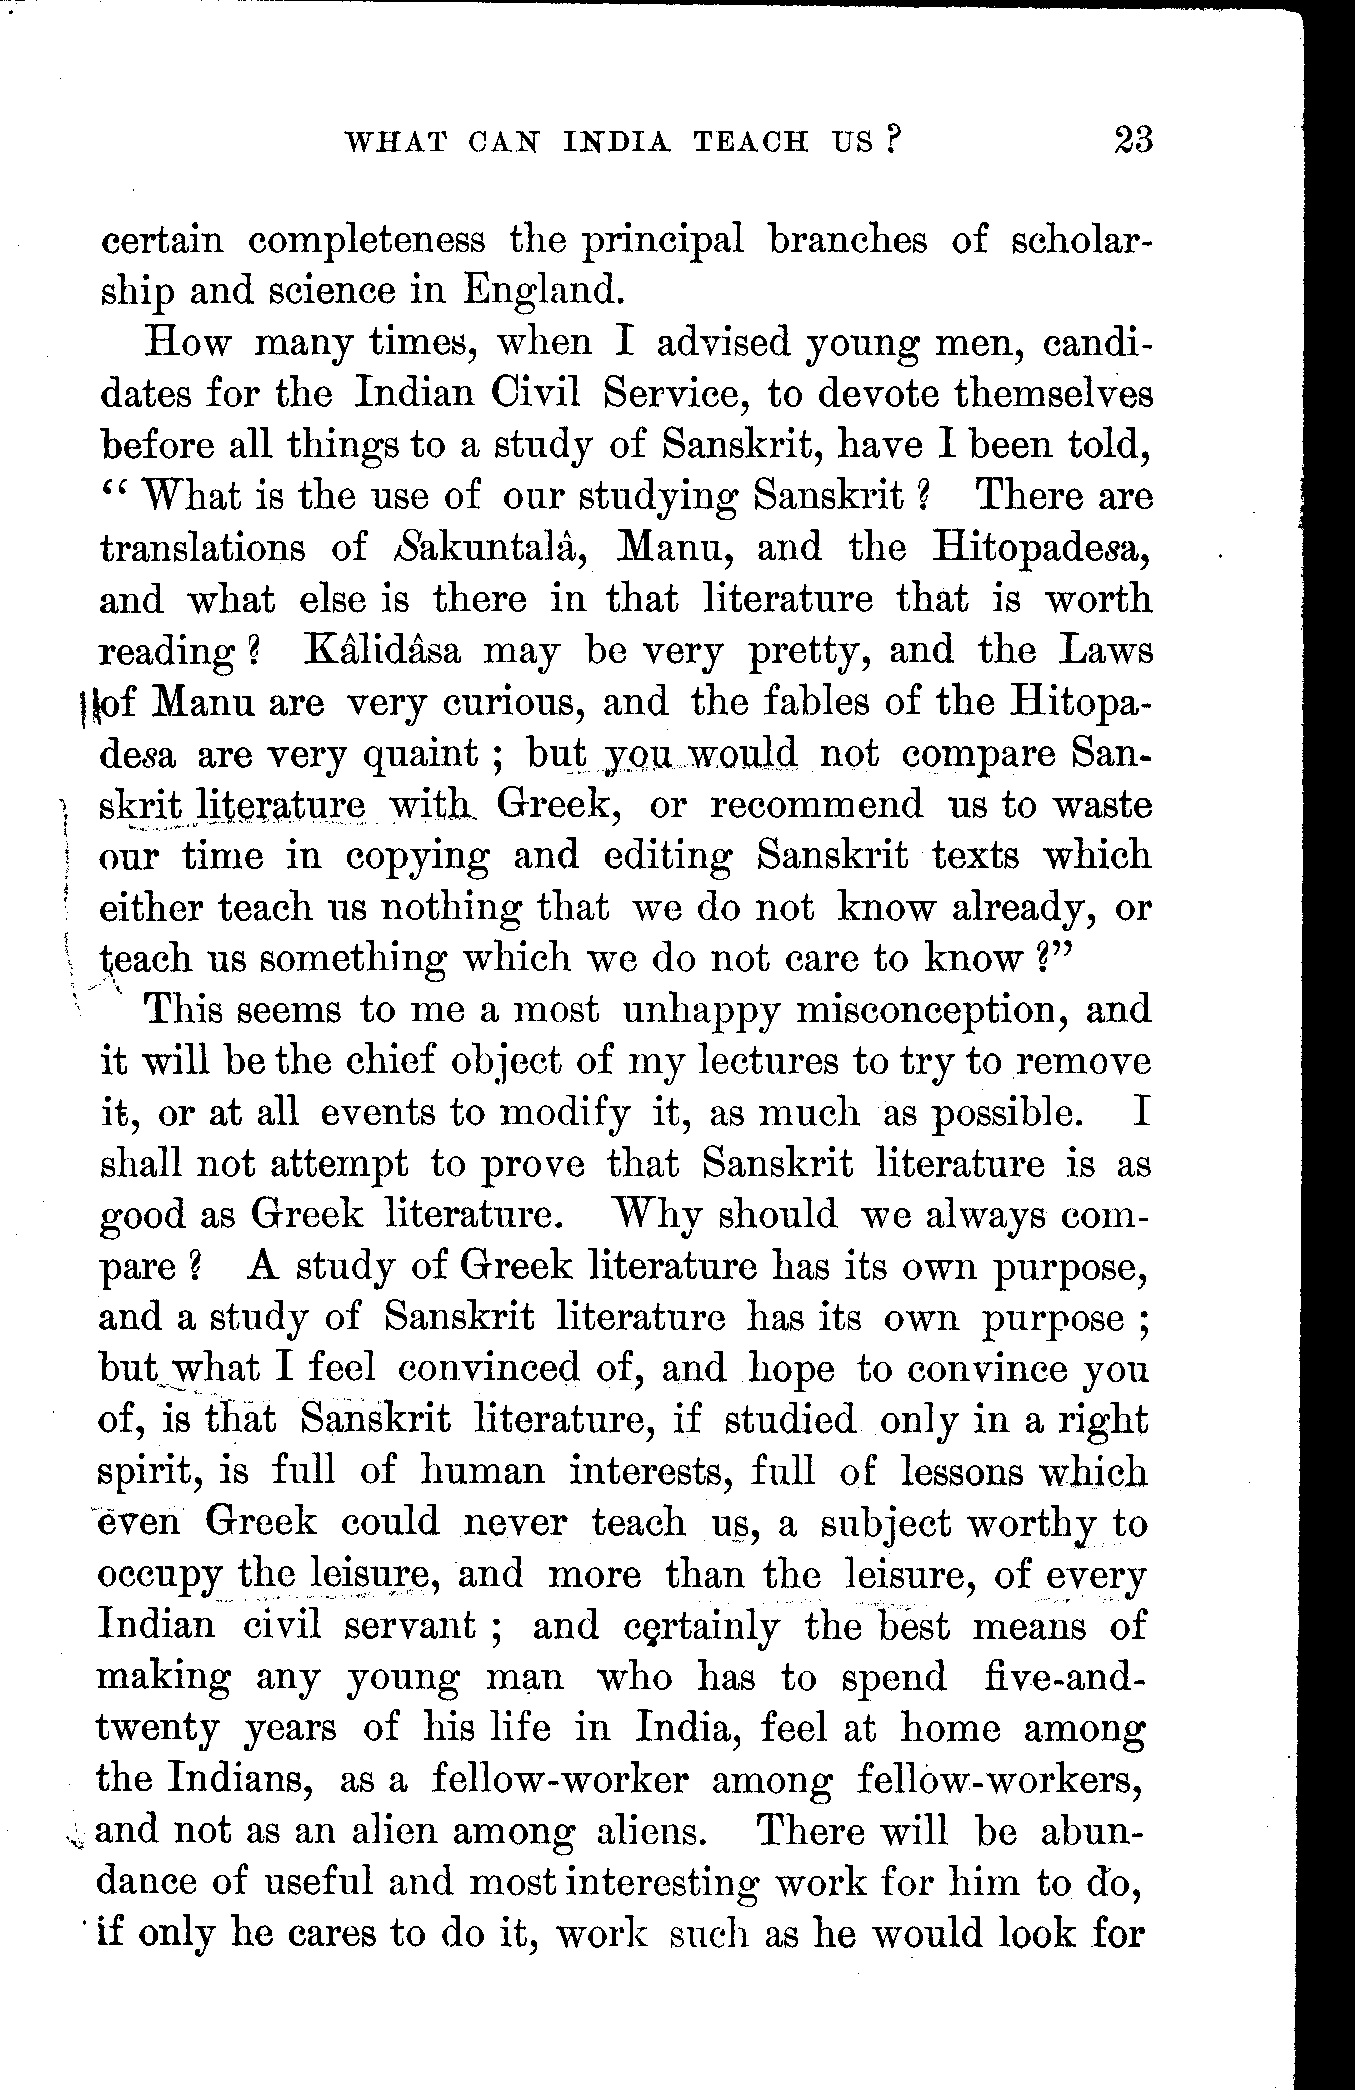 WHAT CAN INDIA TEACH US ? 23
certain completeness the principal branches of scholar-
ship and science in England.
How many times, when I advised young men, candi-
dates for the Indian Civil Service, to devote themselves
before all things to a study of Sanskrit, have I been told,
“ What is the use of our studying Sanskrit ? There are
translations of Sakuntalâ, Manu, and the Hitopadesa,
and what else is there in that literature that is worth
reading ? Kâlidâsa may be very pretty, and the Laws
of Manu are very curious, and the fables of the Hitopa-
desa are very quaint ; but you would not compare San-
skrit literature with Greek, or recommend us to waste
our time in copying and editing Sanskrit texts which
either teach us nothing that we do not know already, or
teach us something which we do not care to know ?”
This seems to me a most unhappy misconception, and
it will be the chief object of my lectures to try to remove
it, or at all events to modify it, as much as possible. I
shall not attempt to prove that Sanskrit literature is as
good as Greek literature. Why should we always com-
pare ? A study of Greek literature has its own purpose,
and a study of Sanskrit literature has its own purpose ;
but what I feel convinced of, and hope to convince you
of, is that Sanskrit literature, if studied only in a right
spirit, is full of human interests, full of lessons which
even Greek could never teach us, a subject worthy to
occupy the leisure, and more than the leisure, of every
Indian civil servant ; and certainly the best means of
making any young man who has to spend five-and-
twenty years of his life in India, feel at home among
the Indians, as a fellow-worker among fellow-workers,
and not as an alien among aliens. There will be abun-
dance of useful and most interesting work for him to do,
if only he cares to do it, work such as he would look for